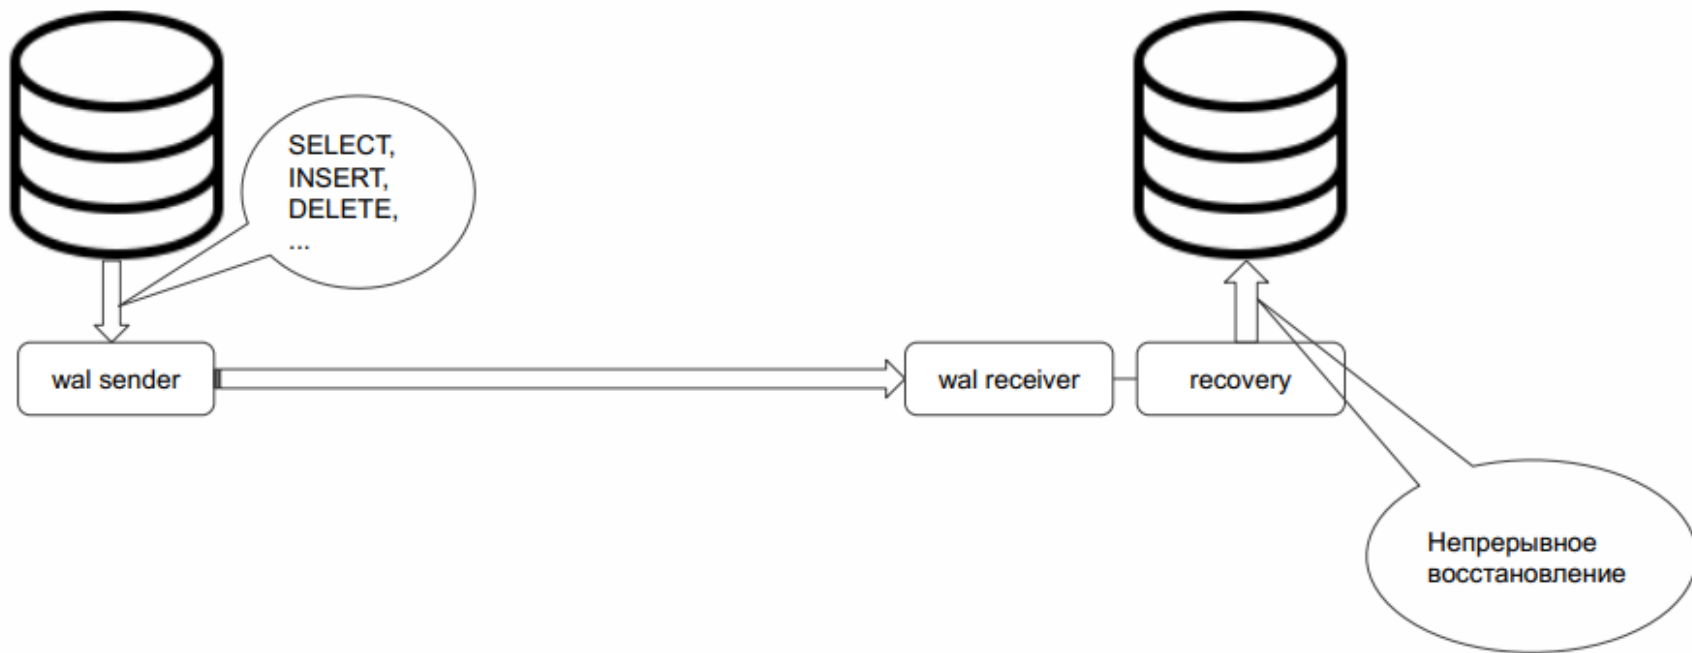 SELECT,
INSERT,
DELETE,
...
wal sender
wal receiver
recovery
Непрерывное
восстановление